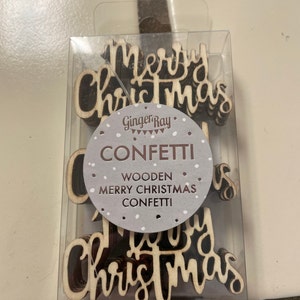 Merry
Christmas
Ginger Ray
CONFETTI
WOODEN
MERRY CHRISTMAS
CONFETTI
Merry
Christmas